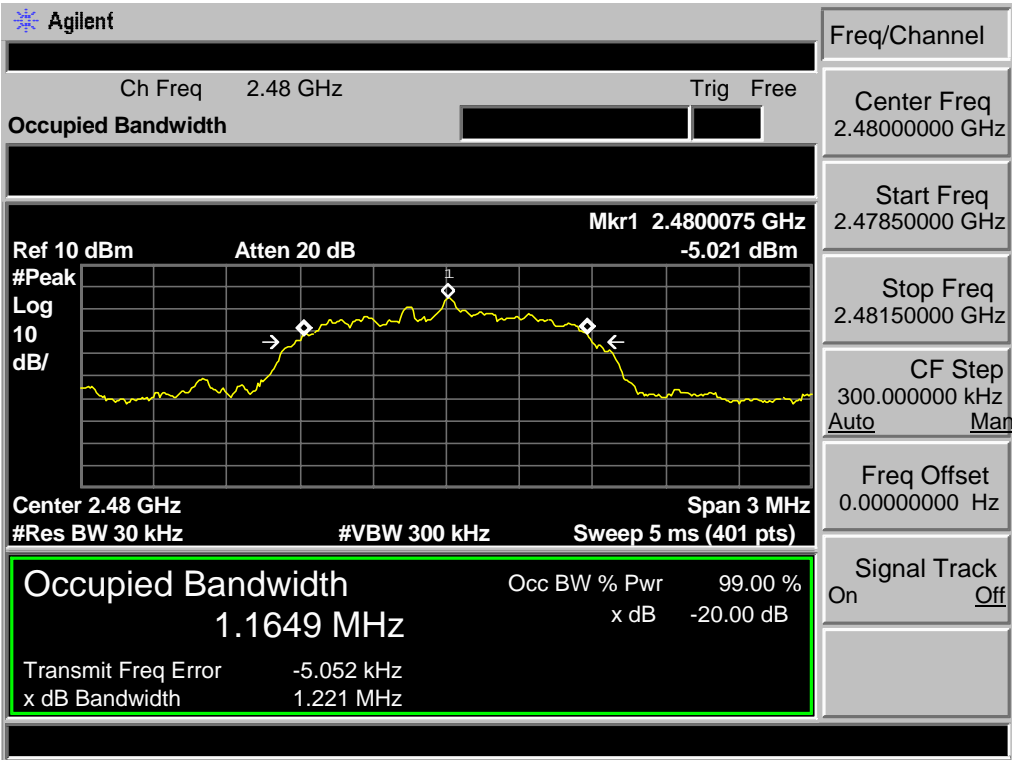 Agilent
Freq/Channel
Ch Freq 2.48 GHz Trig Free
Occupied Bandwidth
Center Freq
2.48000000 GHz
Start Freq
2.47850000 GHz
Stop Freq
2.48150000 GHz
CF Step
300.000000 kHz
Auto Man
Freq Offset
0.00000000 Hz
Signal Track
On Off
Mkr1 2.4800075 GHz
Ref 10 dBm Atten 20 dB -5.021 dBm
#Peak
Log
10
dB/
1
Center 2.48 GHz Span 3 MHz
#Res BW 30 kHz #VBW 300 kHz Sweep 5 ms (401 pts)
Occupied Bandwidth Occ BW % Pwr 99.00 %
1.1649 MHz x dB -20.00 dB
Transmit Freq Error -5.052 kHz
x dB Bandwidth 1.221 MHz